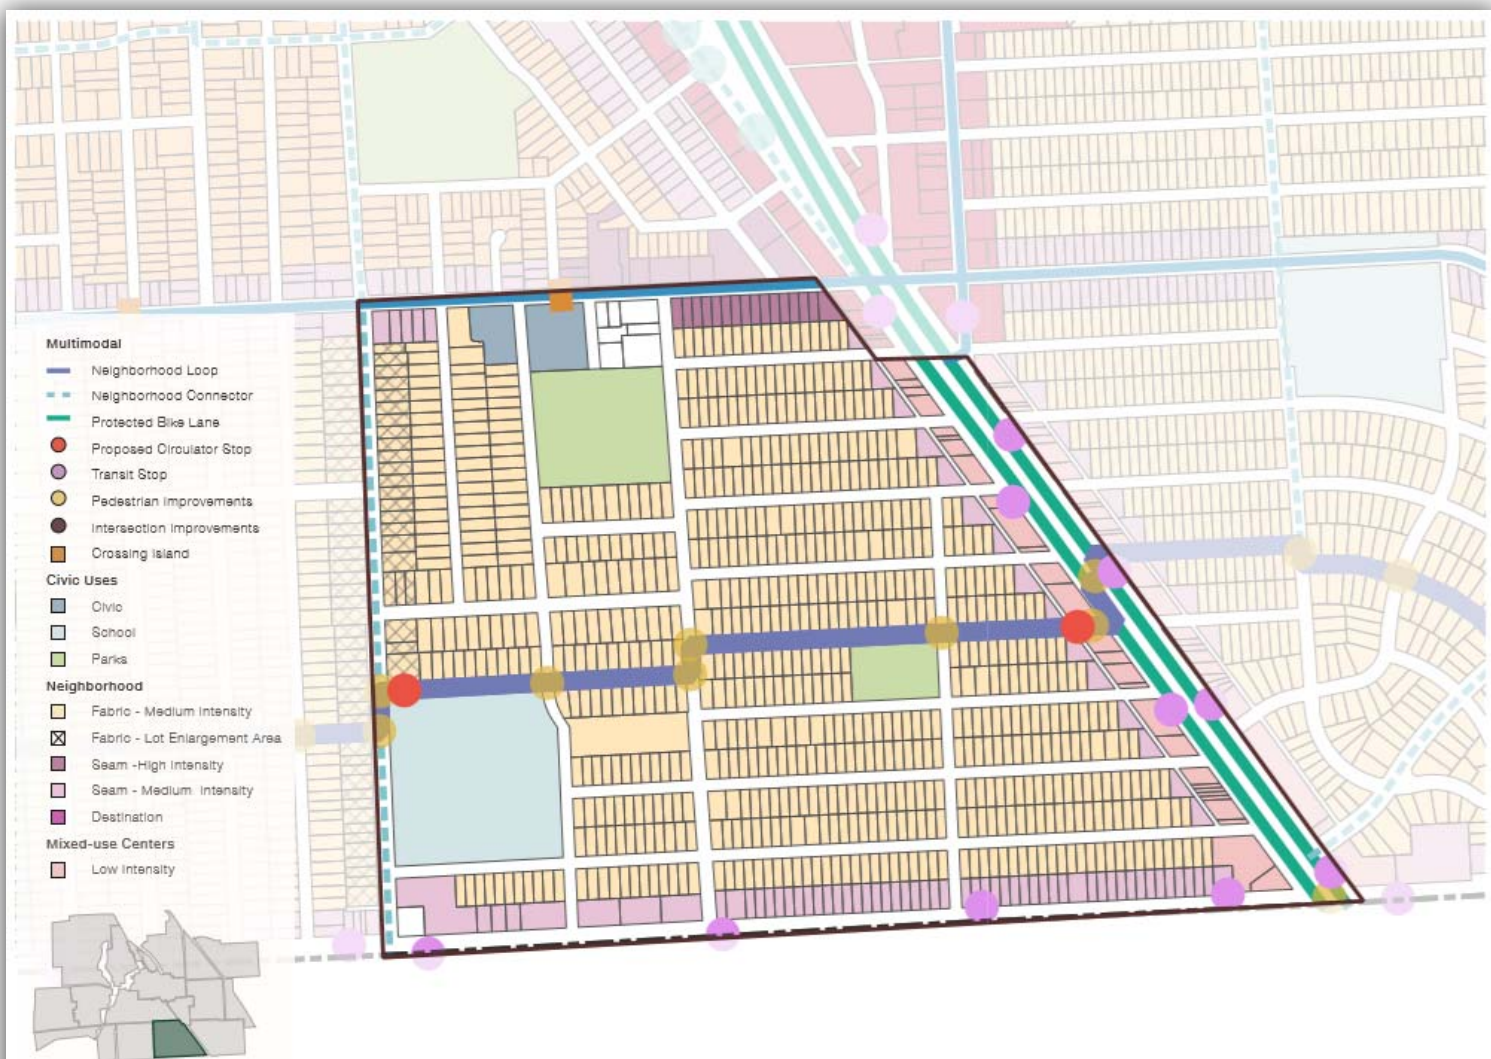 Multimodal
Neighborhood Loop
Neighborhood Connector
Protected Bike Lane
Proposed Circulator Stop
Transit Stop
Pedestrian Improvements
Intersection Improvements
Crossing Island
Civic Uses
Civic
School
Parks
Neighborhood
Fabric - Medium Intensity
Fabric - Lot Enlargement Area
Seam -High Intensity
Seam - Medium Intensity
Destination
Mixed-use Centers
Low Intensity